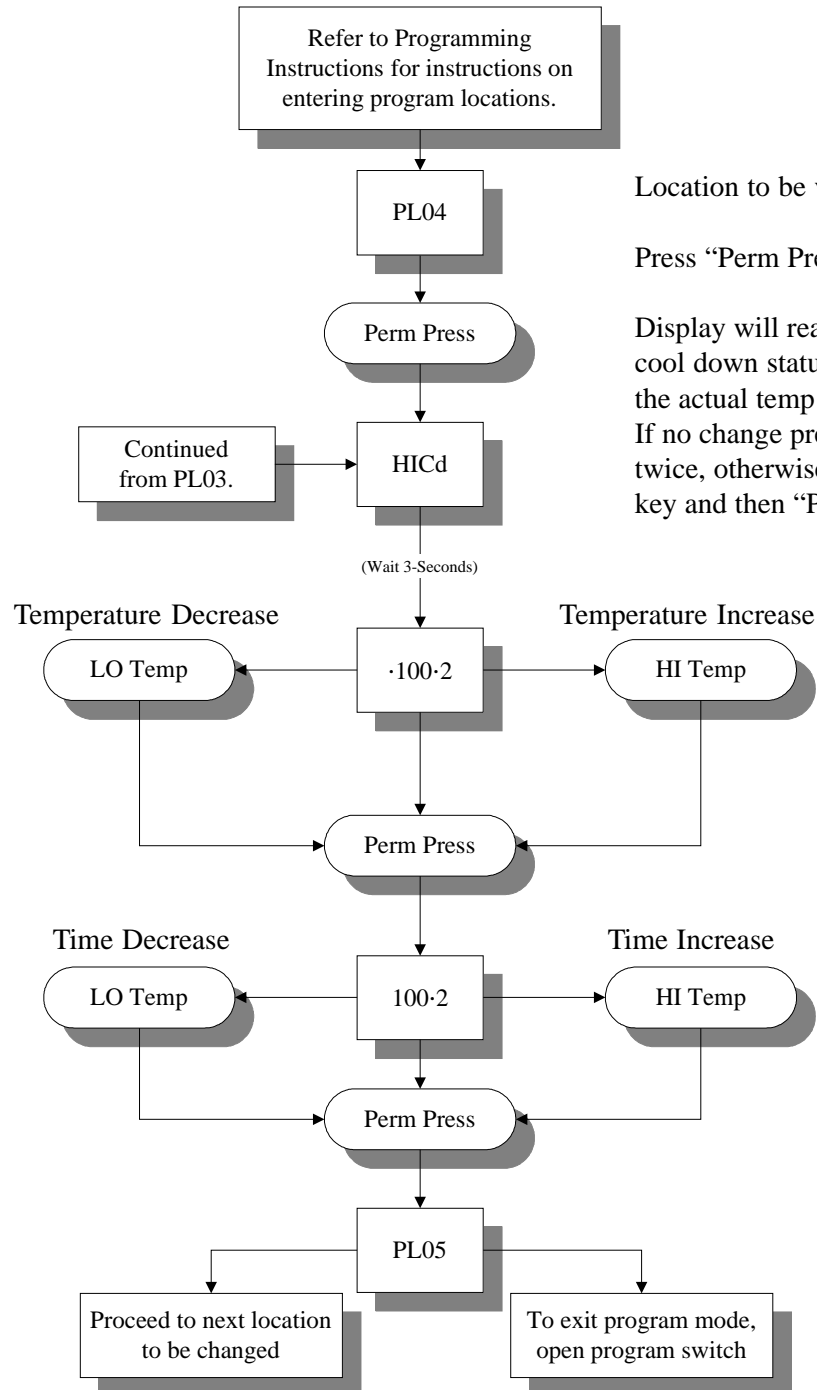 Refer to Programming
Instructions for instructions on
entering program locations.
PL04
Location to be
Perm Press
Press “Perm Pre
Display will rea
cool down statu
the actual temp
If no change pre
twice, otherwise
key and then “P
Continued
from PL03.
HICd
(Wait 3-Seconds)
Temperature Decrease
Temperature Increase
LO Temp
·100·2
HI Temp
Perm Press
Time Decrease
Time Increase
LO Temp
100·2
HI Temp
Perm Press
PL05
Proceed to next location
to be changed
To exit program mode,
open program switch